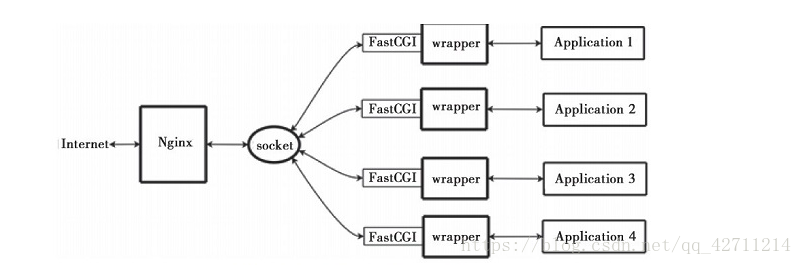 FastCGI wrapper Application 1
FastCGI wrapper Application 2
Internet Nginx socket
FastCGI wrapper Application 3
FastCGI wrapper Application 4
https://blog.csdn.net/qq_42711214